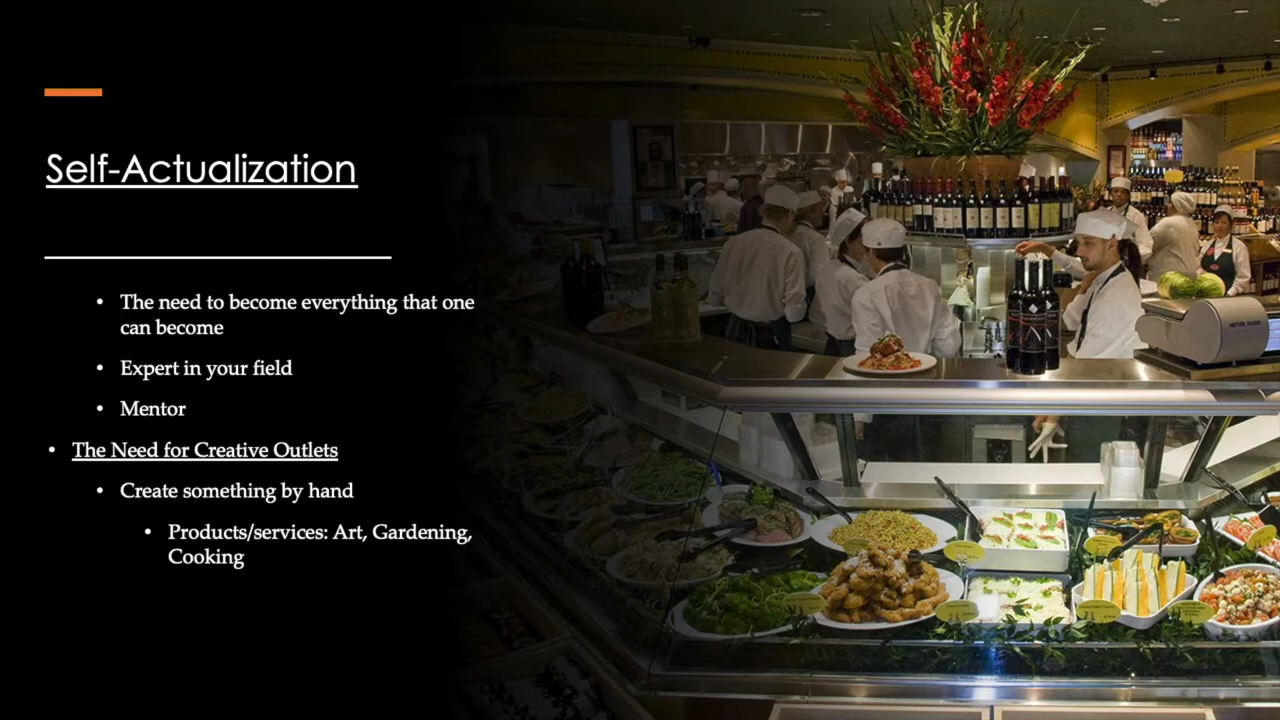 Self-Actualization
• The need to become everything that one
can become
• Expert in your field
• Mentor
• The Need for Creative Outlets
• Create something by hand
• Products/services: Art, Gardening,
Cooking